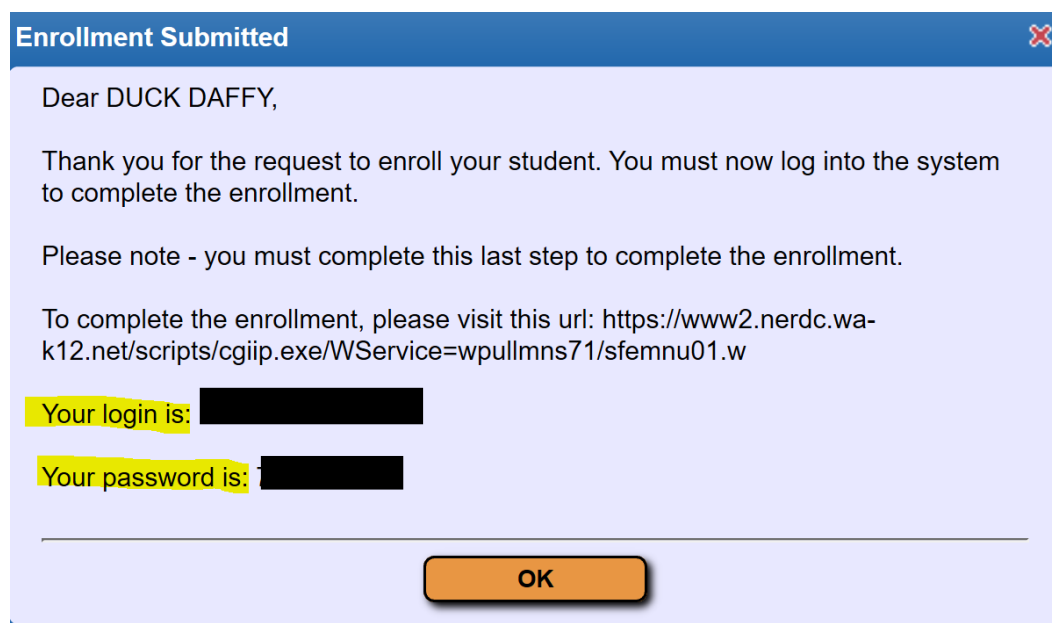 Enrollment Submitted
Dear DUCK DAFFY,
Thank you for the request to enroll your student. You must now log into the system
to complete the enrollment.
Please note - you must complete this last step to complete the enrollment.
To complete the enrollment, please visit this url: https://www2.nerdc.wa-
k12.net/scripts/cgiip.exe/WService=wpullmns71/sfemnu01.w
Your login is:
Your password is:
OK